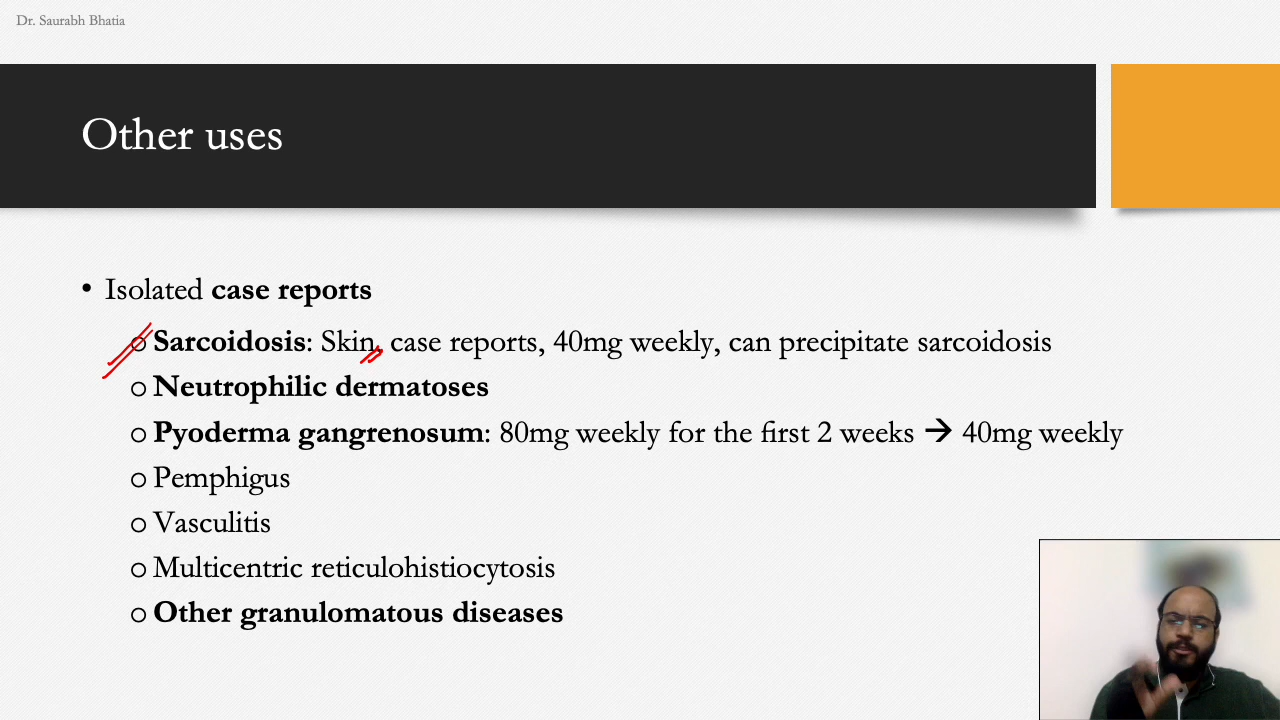 Dr. Saurabh Bhatia
Other uses
• Isolated case reports
o Sarcoidosis: Skin, case reports, 40mg weekly, can precipitate sarcoidosis
o Neutrophilic dermatoses
o Pyoderma gangrenosum: 80mg weekly for the first 2 weeks → 40mg weekly
o Pemphigus
o Vasculitis
o Multicentric reticulohistiocytosis
o Other granulomatous diseases